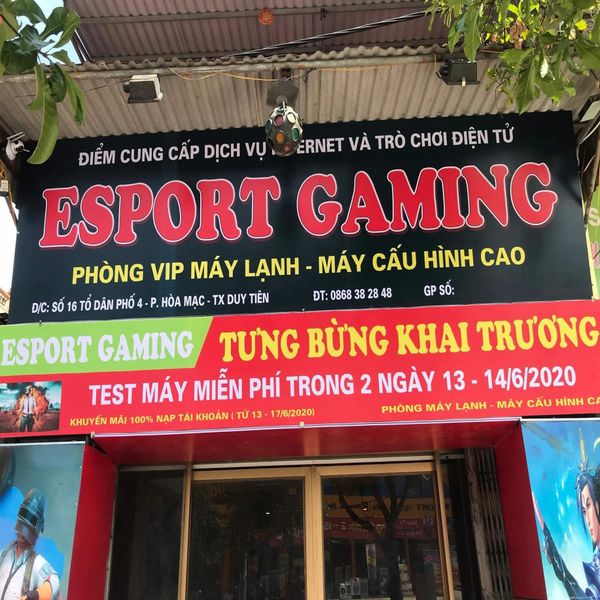 ĐIỂM CUNG CẤP DỊCH VỤ INTERNET VÀ TRÒ CHƠI ĐIỆN TỬ
ESPORT GAMING
PHÒNG VIP MÁY LẠNH - MÁY CẤU HÌNH CAO
Đ/C: SỐ 16 TỔ DÂN PHỐ 4 - P. HÒA MẠC - TX DUY TIÊN ĐT: 0868 38 28 48 GP SỐ:
ESPORT GAMING TƯNG BỪNG KHAI TRƯƠNG
TEST MÁY MIỄN PHÍ TRONG 2 NGÀY 13 - 14/6/2020
KHUYẾN MÃI 100% NẠP TÀI KHOẢN ( TỪ 13 - 17/6/2020) PHÒNG MÁY LẠNH - MÁY CẤU HÌNH CA